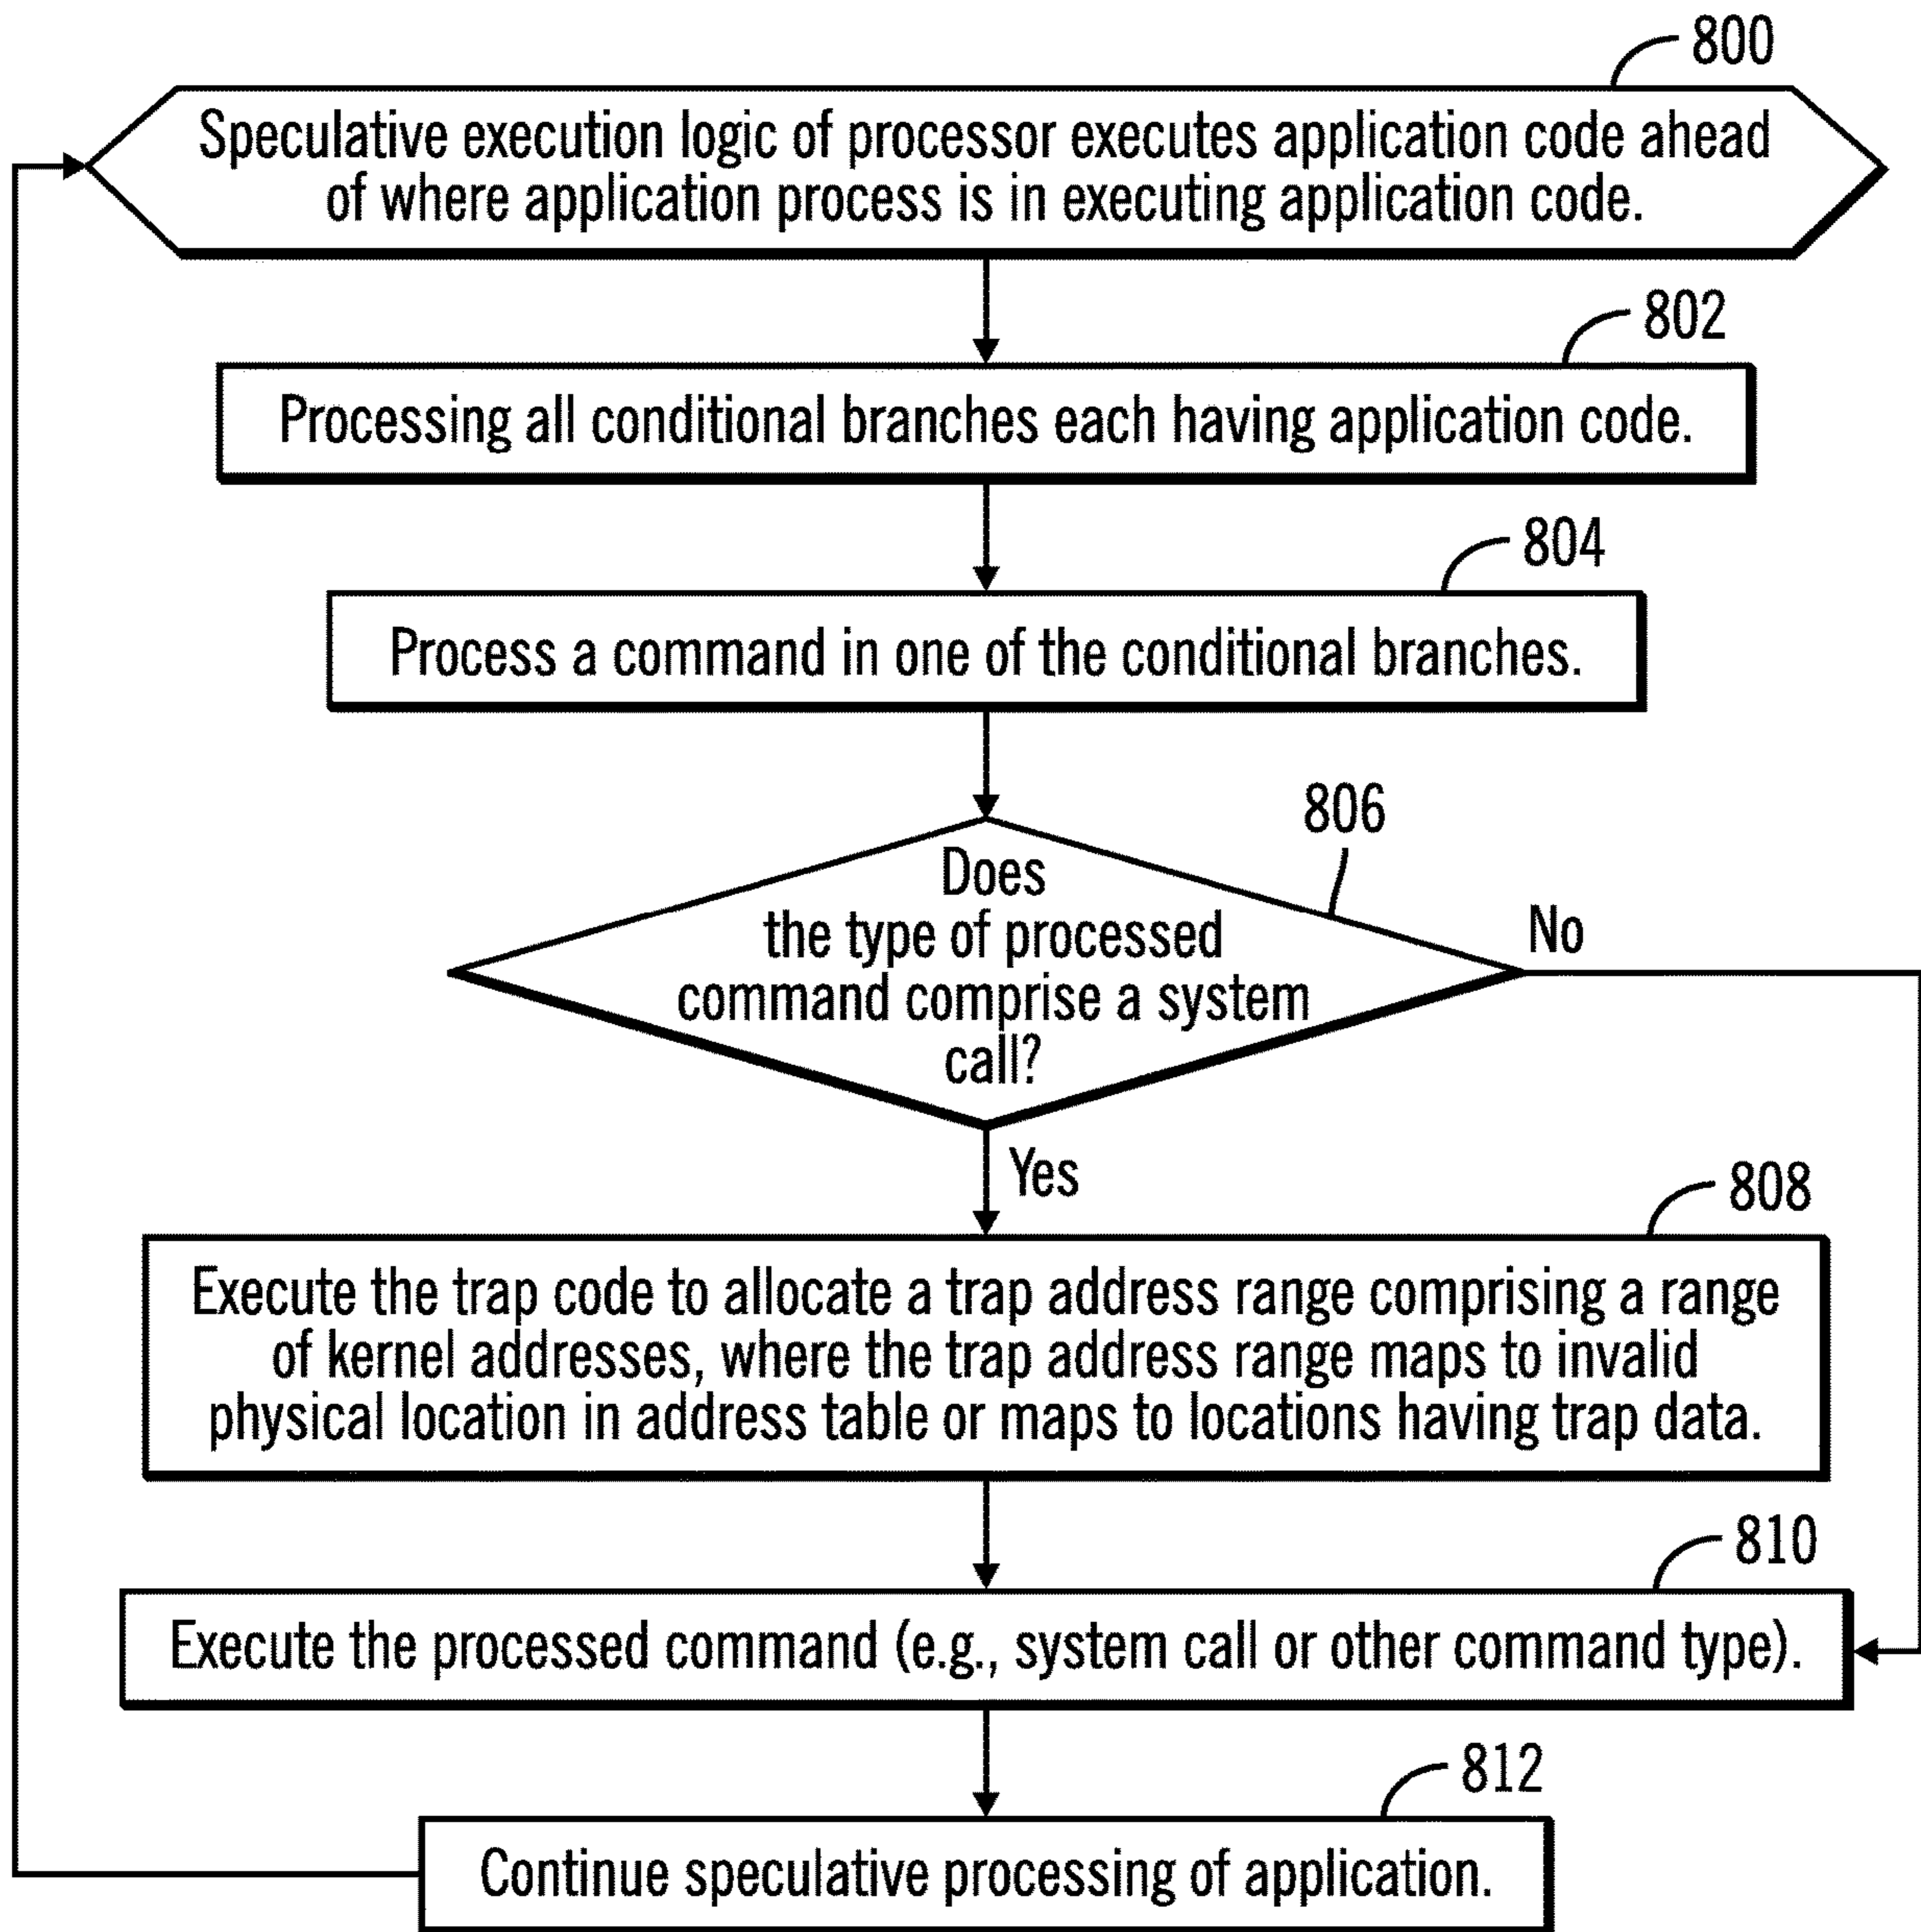 800
Speculative execution logic of processor executes application code ahead
of where application process is in executing application code.
802
Processing all conditional branches each having application code.
804
Process a command in one of the conditional branches.
806
Does
the type of processed
command comprise a system
call?
No
Yes
808
Execute the trap code to allocate a trap address range comprising a range
of kernel addresses, where the trap address range maps to invalid
physical location in address table or maps to locations having trap data.
810
Execute the processed command (e.g., system call or other command type).
812
Continue speculative processing of application.